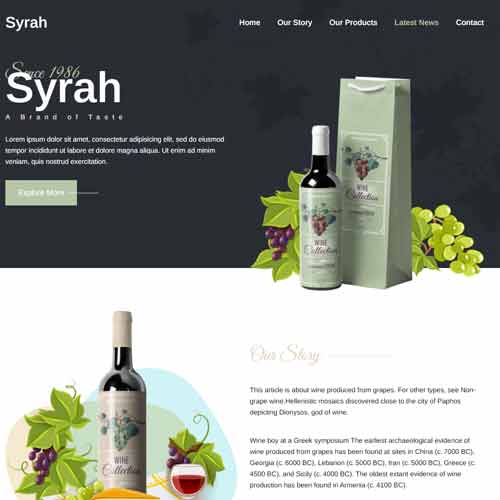 Syrah
Home Our Story Our Products Latest News Contact
Since 1986
Syrah
A Brand of Taste
Lorem ipsum dolor sit amet, consectetur adipisicing elit, sed do eiusmod
tempor incididunt ut labore et dolore magna aliqua. Ut enim ad minim
veniam, quis nostrud exercitation.
Explore More
WINE
Collection
WINE
Collection
Our Story
This article is about wine produced from grapes. For other types, see Non-
grape wine.Hellenistic mosaics discovered close to the city of Paphos
depicting Dionysos, god of wine.
Wine boy at a Greek symposium The earliest archaeological evidence of
wine produced from grapes has been found at sites in China (c. 7000 BC),
Georgia (c. 6000 BC), Lebanon (c. 5000 BC), Iran (c. 5000 BC), Greece (c.
4500 BC), and Sicily (c. 4000 BC). The oldest extant evidence of wine
production has been found in Armenia (c. 4100 BC).
WINE
Collection